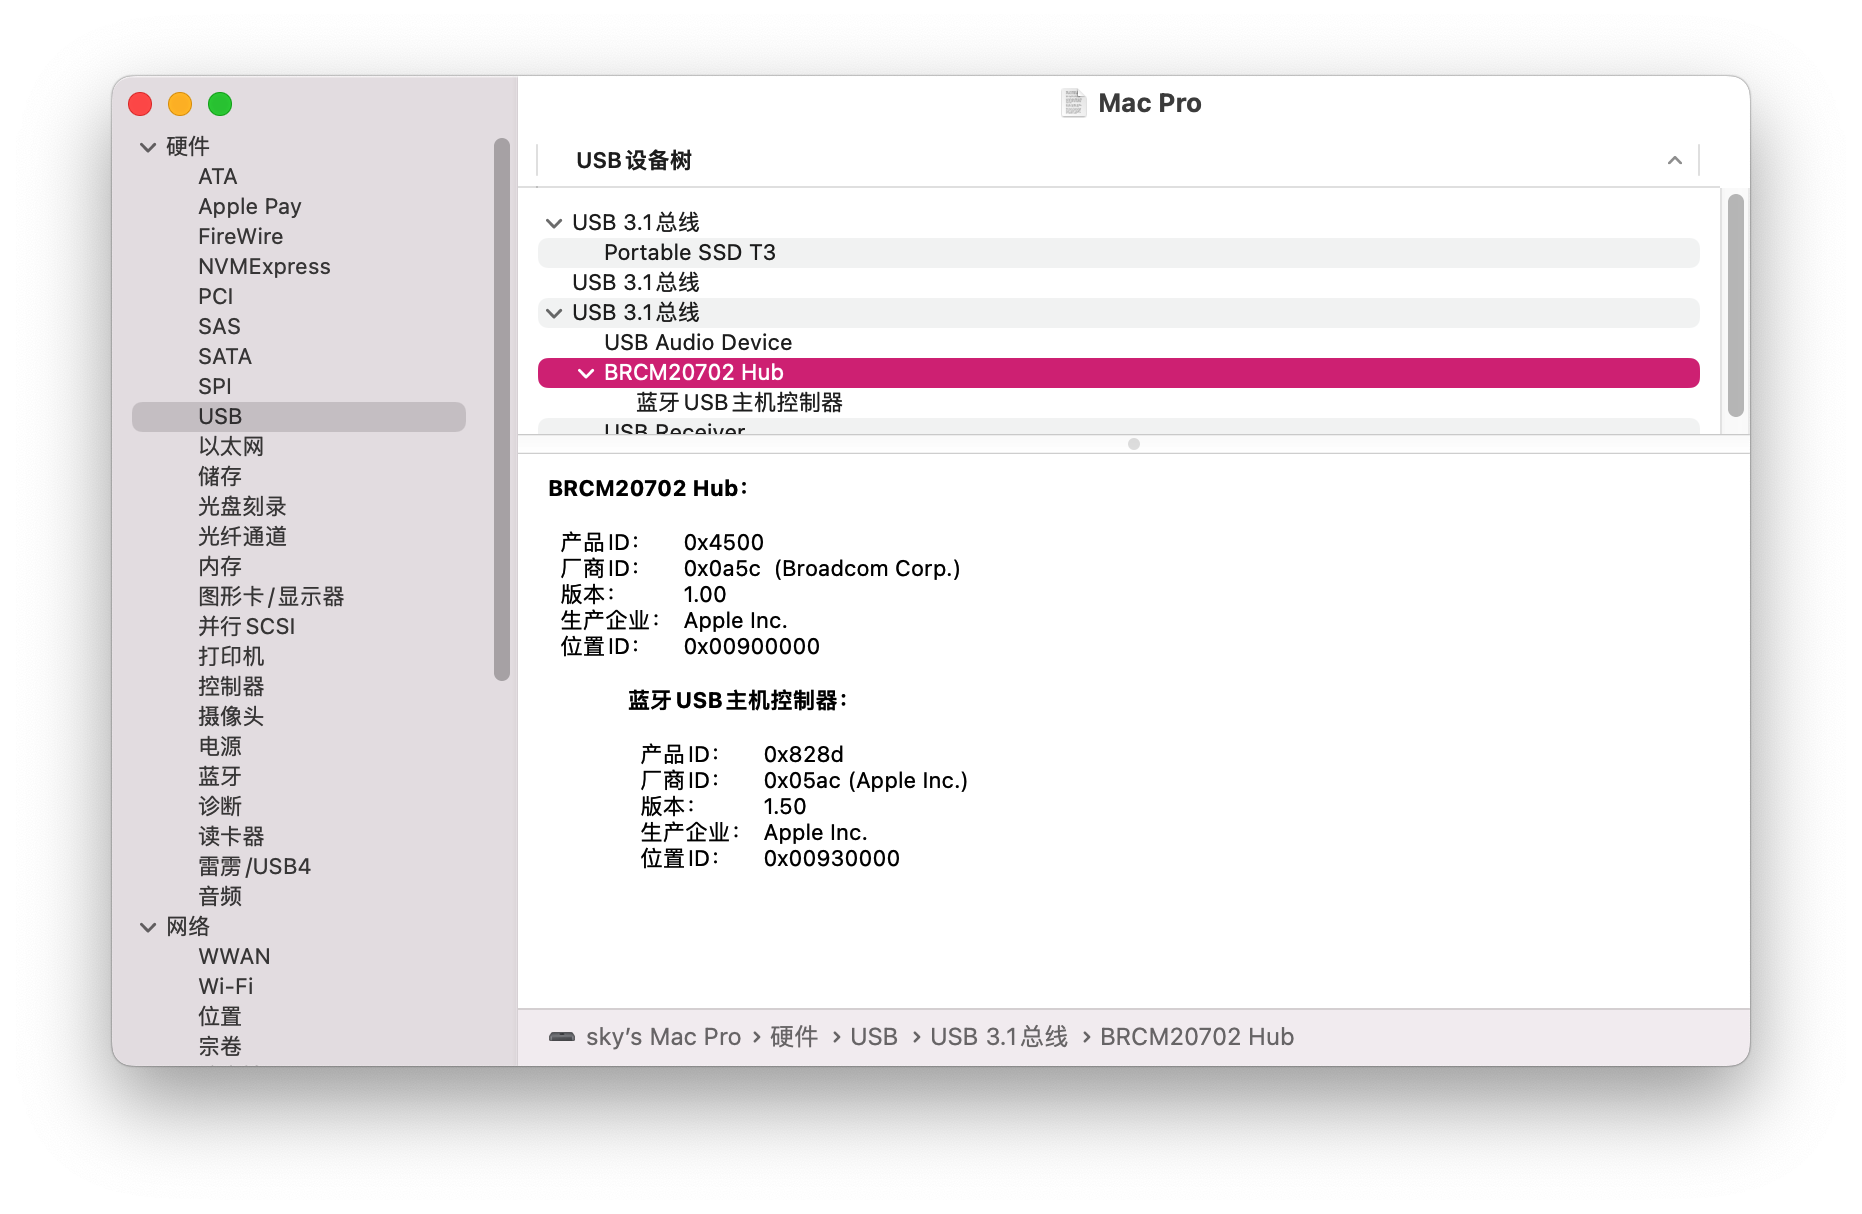 硬件
ATA
Apple Pay
FireWire
NVMExpress
PCI
SAS
SATA
SPI
USB
以太网
储存
光盘刻录
光纤通道
内存
图形卡/显示器
并行SCSI
打印机
控制器
摄像头
电源
蓝牙
诊断
读卡器
雷雳/USB4
音频
网络
WWAN
Wi-Fi
位置
宗卷
Mac Pro
USB设备树
USB 3.1总线
Portable SSD T3
USB 3.1总线
USB 3.1总线
USB Audio Device
BRCM20702 Hub
蓝牙USB主机控制器
USB Receiver
BRCM20702 Hub：
产品ID： 0x4500
厂商ID： 0x0a5c (Broadcom Corp.)
版本： 1.00
生产企业： Apple Inc.
位置ID： 0x00900000
蓝牙USB主机控制器：
产品ID： 0x828d
厂商ID： 0x05ac (Apple Inc.)
版本： 1.50
生产企业： Apple Inc.
位置ID： 0x00930000
sky’s Mac Pro › 硬件 › USB › USB 3.1总线 › BRCM20702 Hub